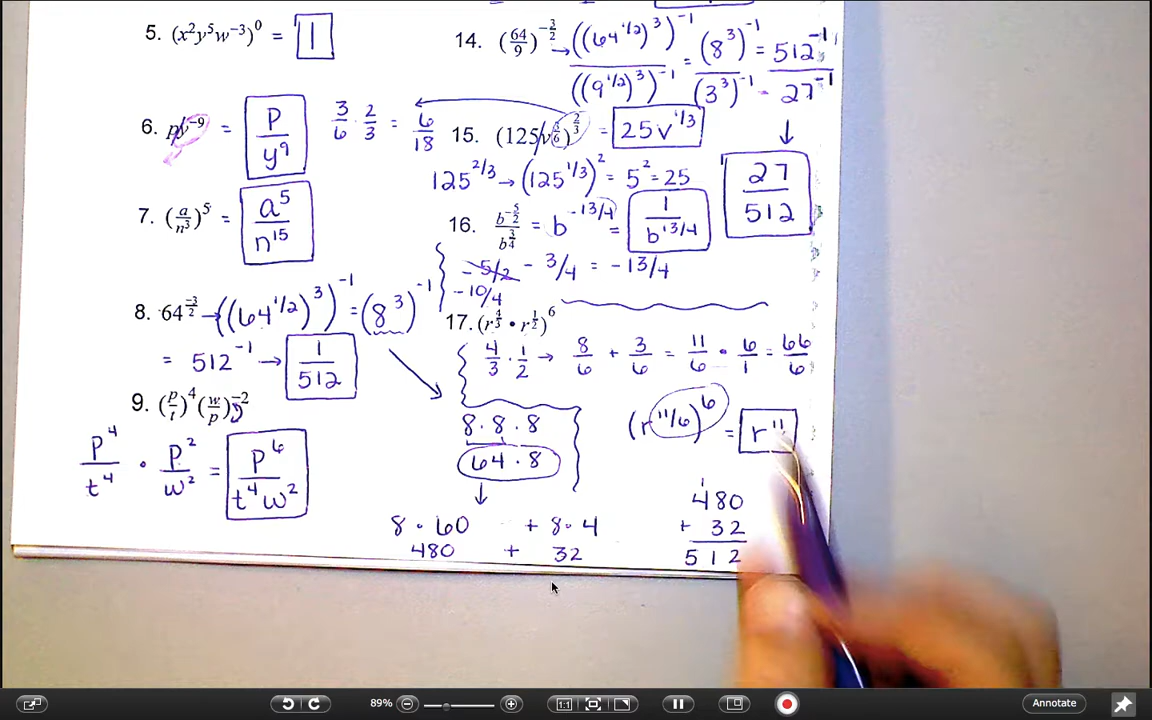 5. (x²y⁵w⁻³)⁰ = 1
6. py⁻⁹ = p/y⁹
7. (a/n³)⁵ = a⁵/n¹⁵
8. 64^(-3/2) → ((64^(1/2))³)⁻¹ = (8³)⁻¹
= 512⁻¹ → 1/512
9. (p/t)⁴(w/p)⁻²
p⁴/t⁴ · p²/w² = p⁶/t⁴w²
14. (64/9)^(-3/2) → ((64^(1/2))³)⁻¹/((9^(1/2))³)⁻¹ = (8³)⁻¹/(3³)⁻¹ = 512⁻¹/27⁻¹
↓
27/512
3/6 · 2/3 = 6/18
15. (125v^(3/6))^(2/3) = 25v^(1/3)
125^(2/3) → (125^(1/3))² = 5² = 25
16. b^(-5/2)/b^(3/4) = b^(-13/4) = 1/b^(13/4)
-5/2 - 3/4 = -13/4
-10/4
17. (r^(4/3) • r^(1/2))⁶
4/3 · 1/2 → 8/6 + 3/6 = 11/6 · 6/1 = 66/6
(r^(11/6))⁶ = r¹¹
8 · 8 · 8
64 · 8
↓
8 · 60 + 8 · 4
480 + 32
1
480
+ 32
512
89%
1:1
Annotate